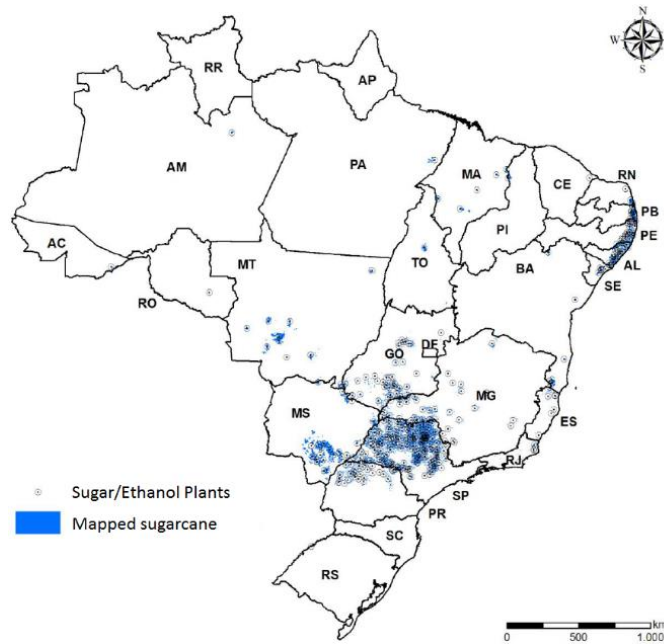 N
W E
S
RR
AP
AM
PA
MA
CE
RN
PB
PE
AL
SE
PI
AC
RO
MT
TO
BA
GO
DF
MG
ES
MS
RJ
SP
PR
SC
RS
Sugar/Ethanol Plants
Mapped sugarcane
km
0 500 1.000